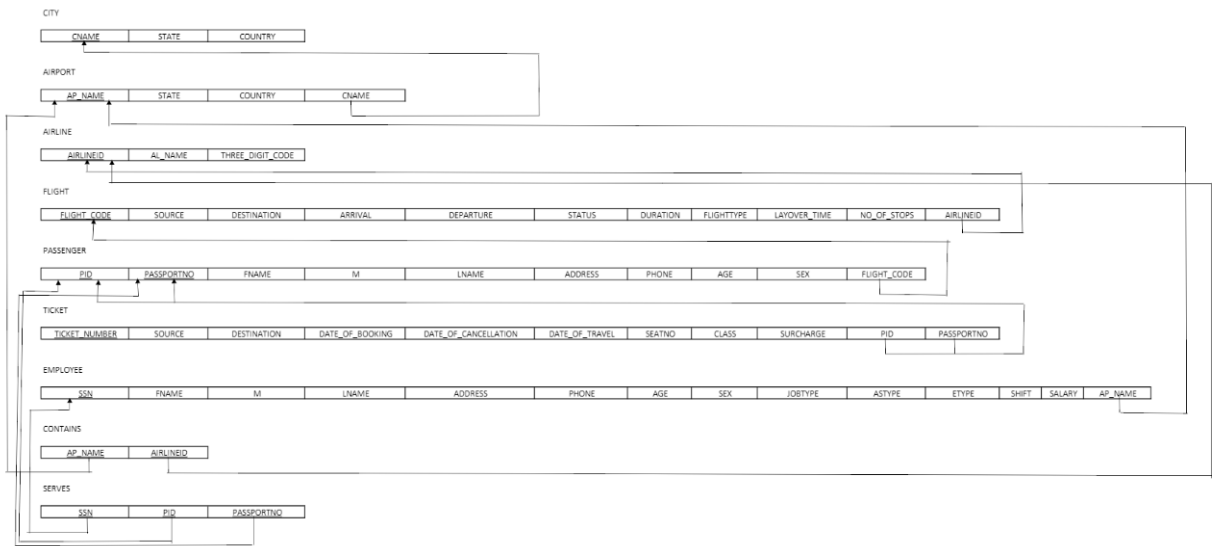 CITY
CNAME STATE COUNTRY
AIRPORT
AP_NAME STATE COUNTRY CNAME
AIRLINE
AIRLINEID AL_NAME THREE_DIGIT_CODE
FLIGHT
FLIGHT_CODE SOURCE DESTINATION ARRIVAL DEPARTURE STATUS DURATION FLIGHTTYPE LAYOVER_TIME NO_OF_STOPS AIRLINEID
PASSENGER
PID PASSPORTNO FNAME M LNAME ADDRESS PHONE AGE SEX FLIGHT_CODE
TICKET
TICKET_NUMBER SOURCE DESTINATION DATE_OF_BOOKING DATE_OF_CANCELLATION DATE_OF_TRAVEL SEATNO CLASS SURCHARGE PID PASSPORTNO
EMPLOYEE
SSN FNAME M LNAME ADDRESS PHONE AGE SEX JOBTYPE ASTYPE ETYPE SHIFT SALARY AP_NAME
CONTAINS
AP_NAME AIRLINEID
SERVES
SSN PID PASSPORTNO